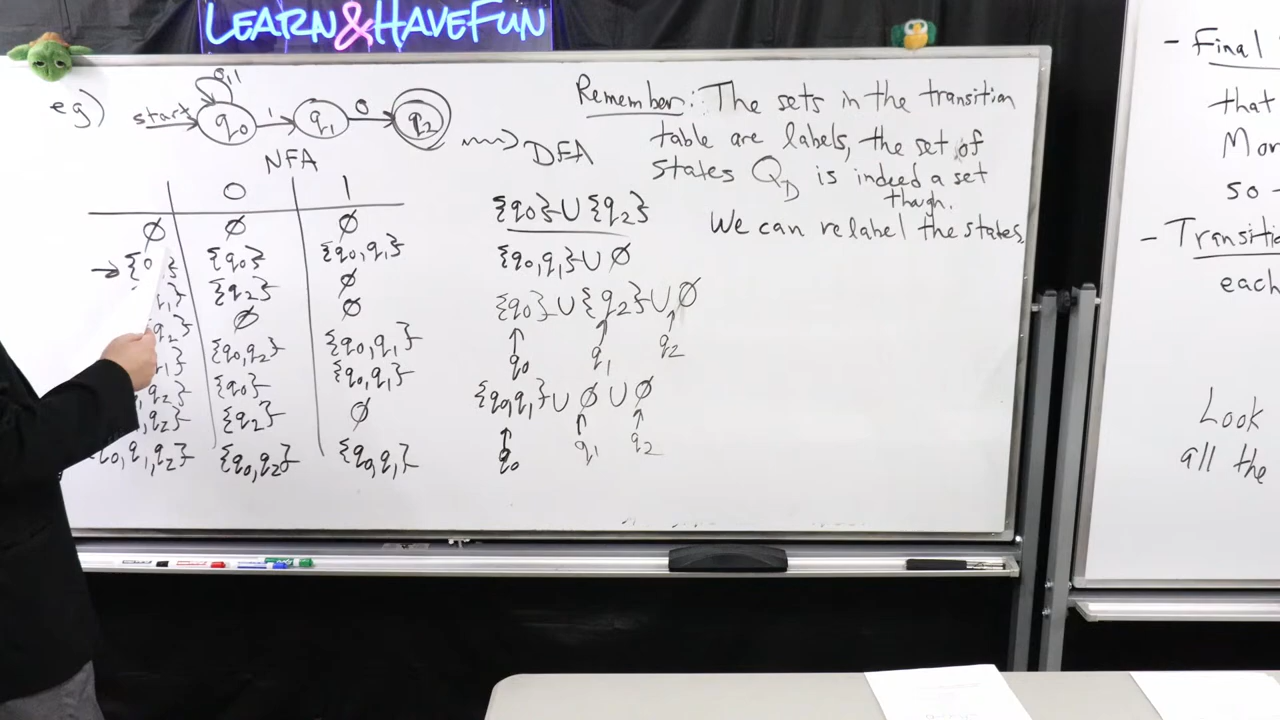 LEARN&HAVEFUN
eg)
start
0,1
q0
1
q1
0
q2
NFA
~~~> DFA
0 1
∅ ∅ ∅
→ {q0} {q0,q1}
{q2} ∅
∅ ∅
{q0,q2} {q0,q1}
{q0} {q0,q1}
{q2} ∅
q0,q1,q2} {q0,q2} {q0,q1}
{q0} ∪ {q2}
{q0,q1} ∪ ∅
{q0} ∪ {q2} ∪ ∅
↑ ↑ ↑
q0 q1 q2
{q0,q1} ∪ ∅ ∪ ∅
↑ ↑ ↑
q0 q1 q2
Remember: The sets in the transition
table are labels, the set of
states QD is indeed a set
though.
We can relabel the states.
- Final
that
Mor
so
- Transitio
each
Look
all the